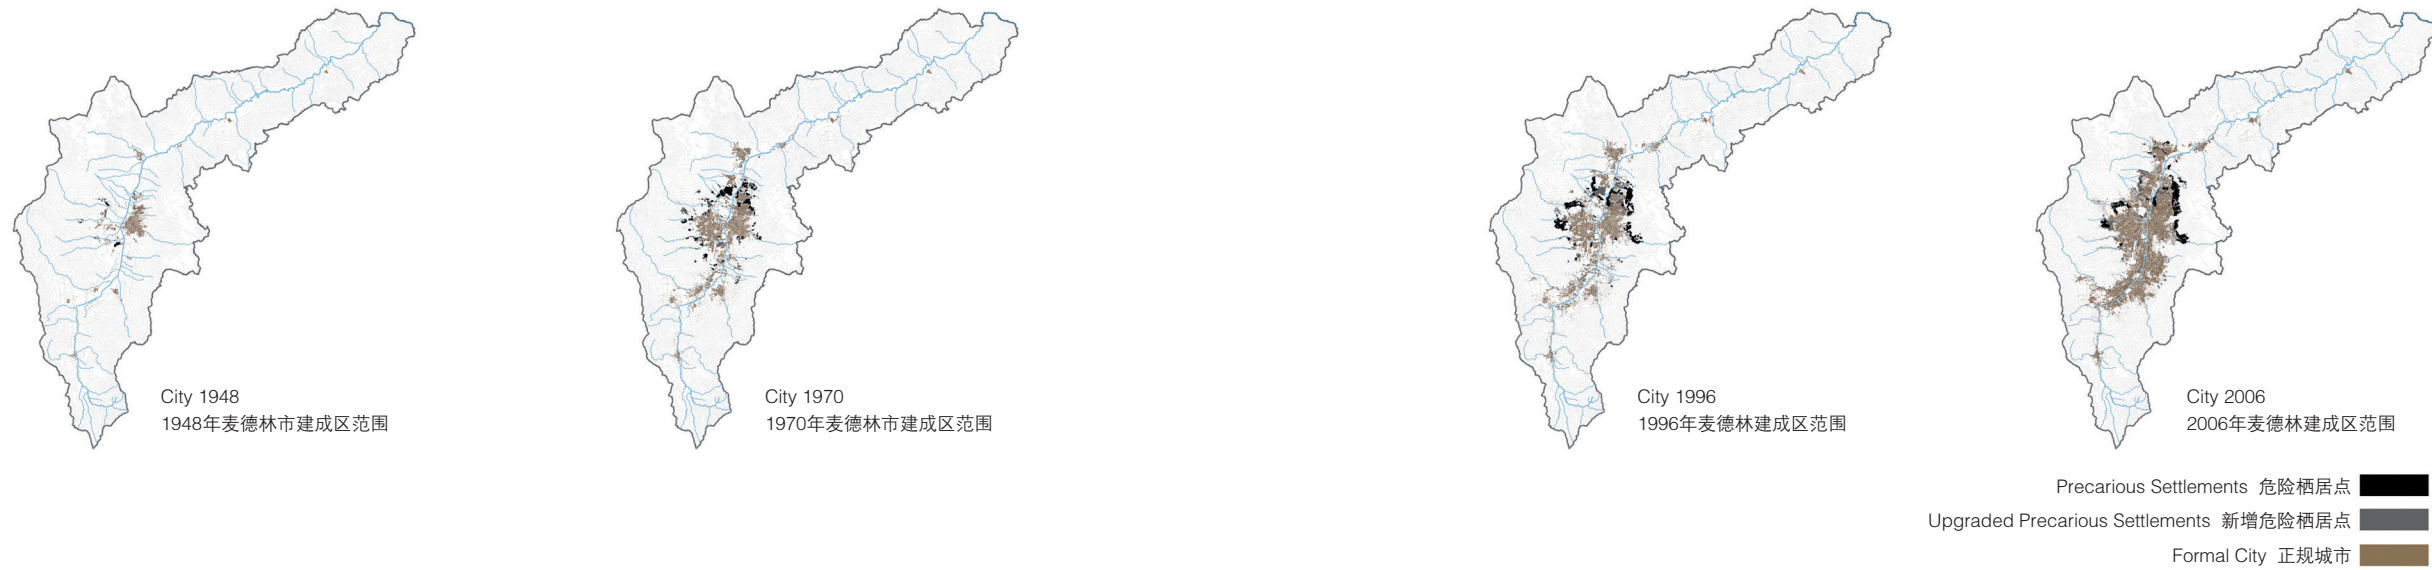 City 1948
1948年麦德林市建成区范围
City 1970
1970年麦德林市建成区范围
City 1996
1996年麦德林建成区范围
City 2006
2006年麦德林建成区范围
Precarious Settlements 危险栖居点
Upgraded Precarious Settlements 新增危险栖居点
Formal City 正规城市